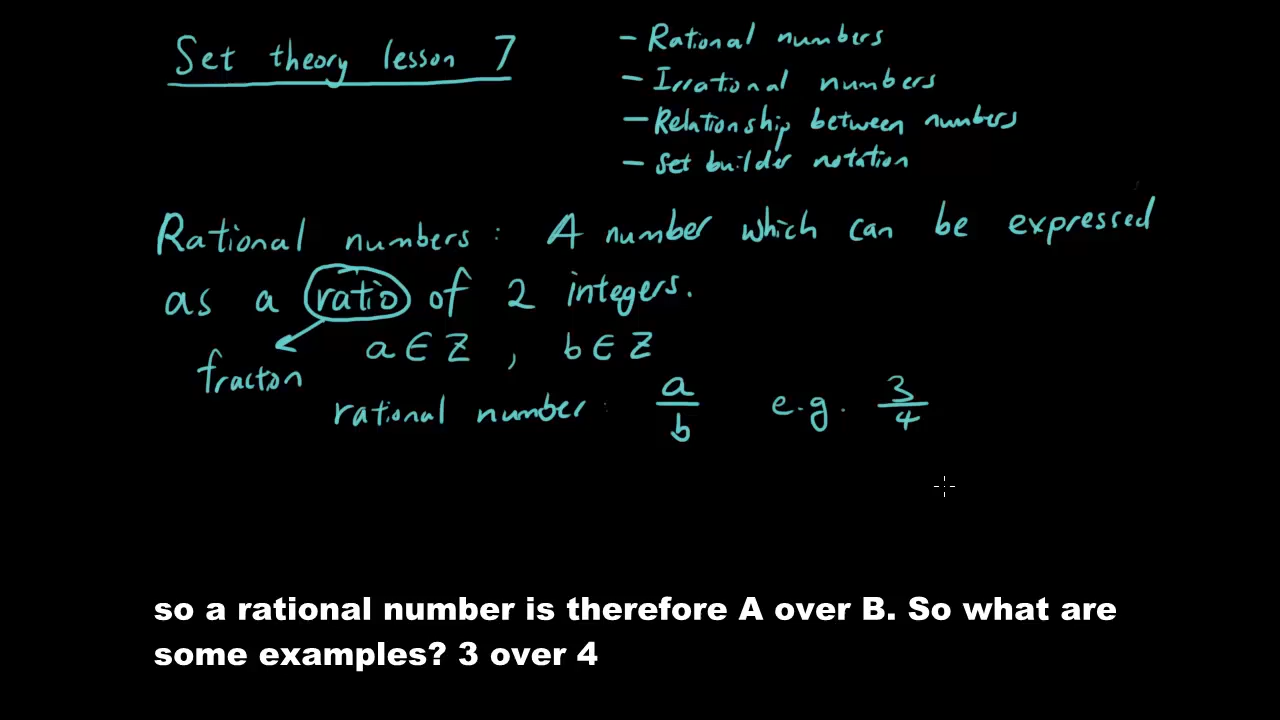 Set theory lesson 7
- Rational numbers
- Irrational numbers
- Relationship between numbers
- Set builder notation
Rational numbers: A number which can be expressed
as a ratio of 2 integers.
a ∈ Z, b ∈ Z
fraction
rational number: a/b e.g. 3/4
so a rational number is therefore A over B. So what are
some examples? 3 over 4